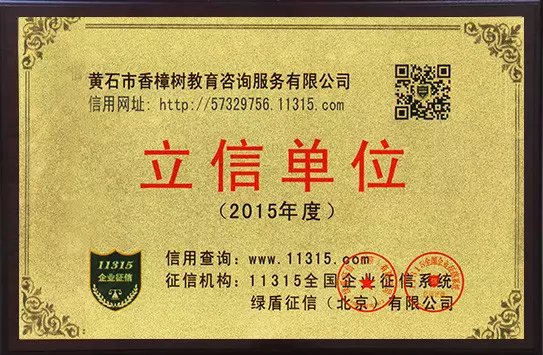 黄石市香樟树教育咨询服务有限公司
信用网址: http://57329756.11315.com
立信单位
(2015年度)
11315
企业征信
信用查询: www.11315.com
征信机构: 11315全国企业征信系统
绿盾征信(北京)有限公司